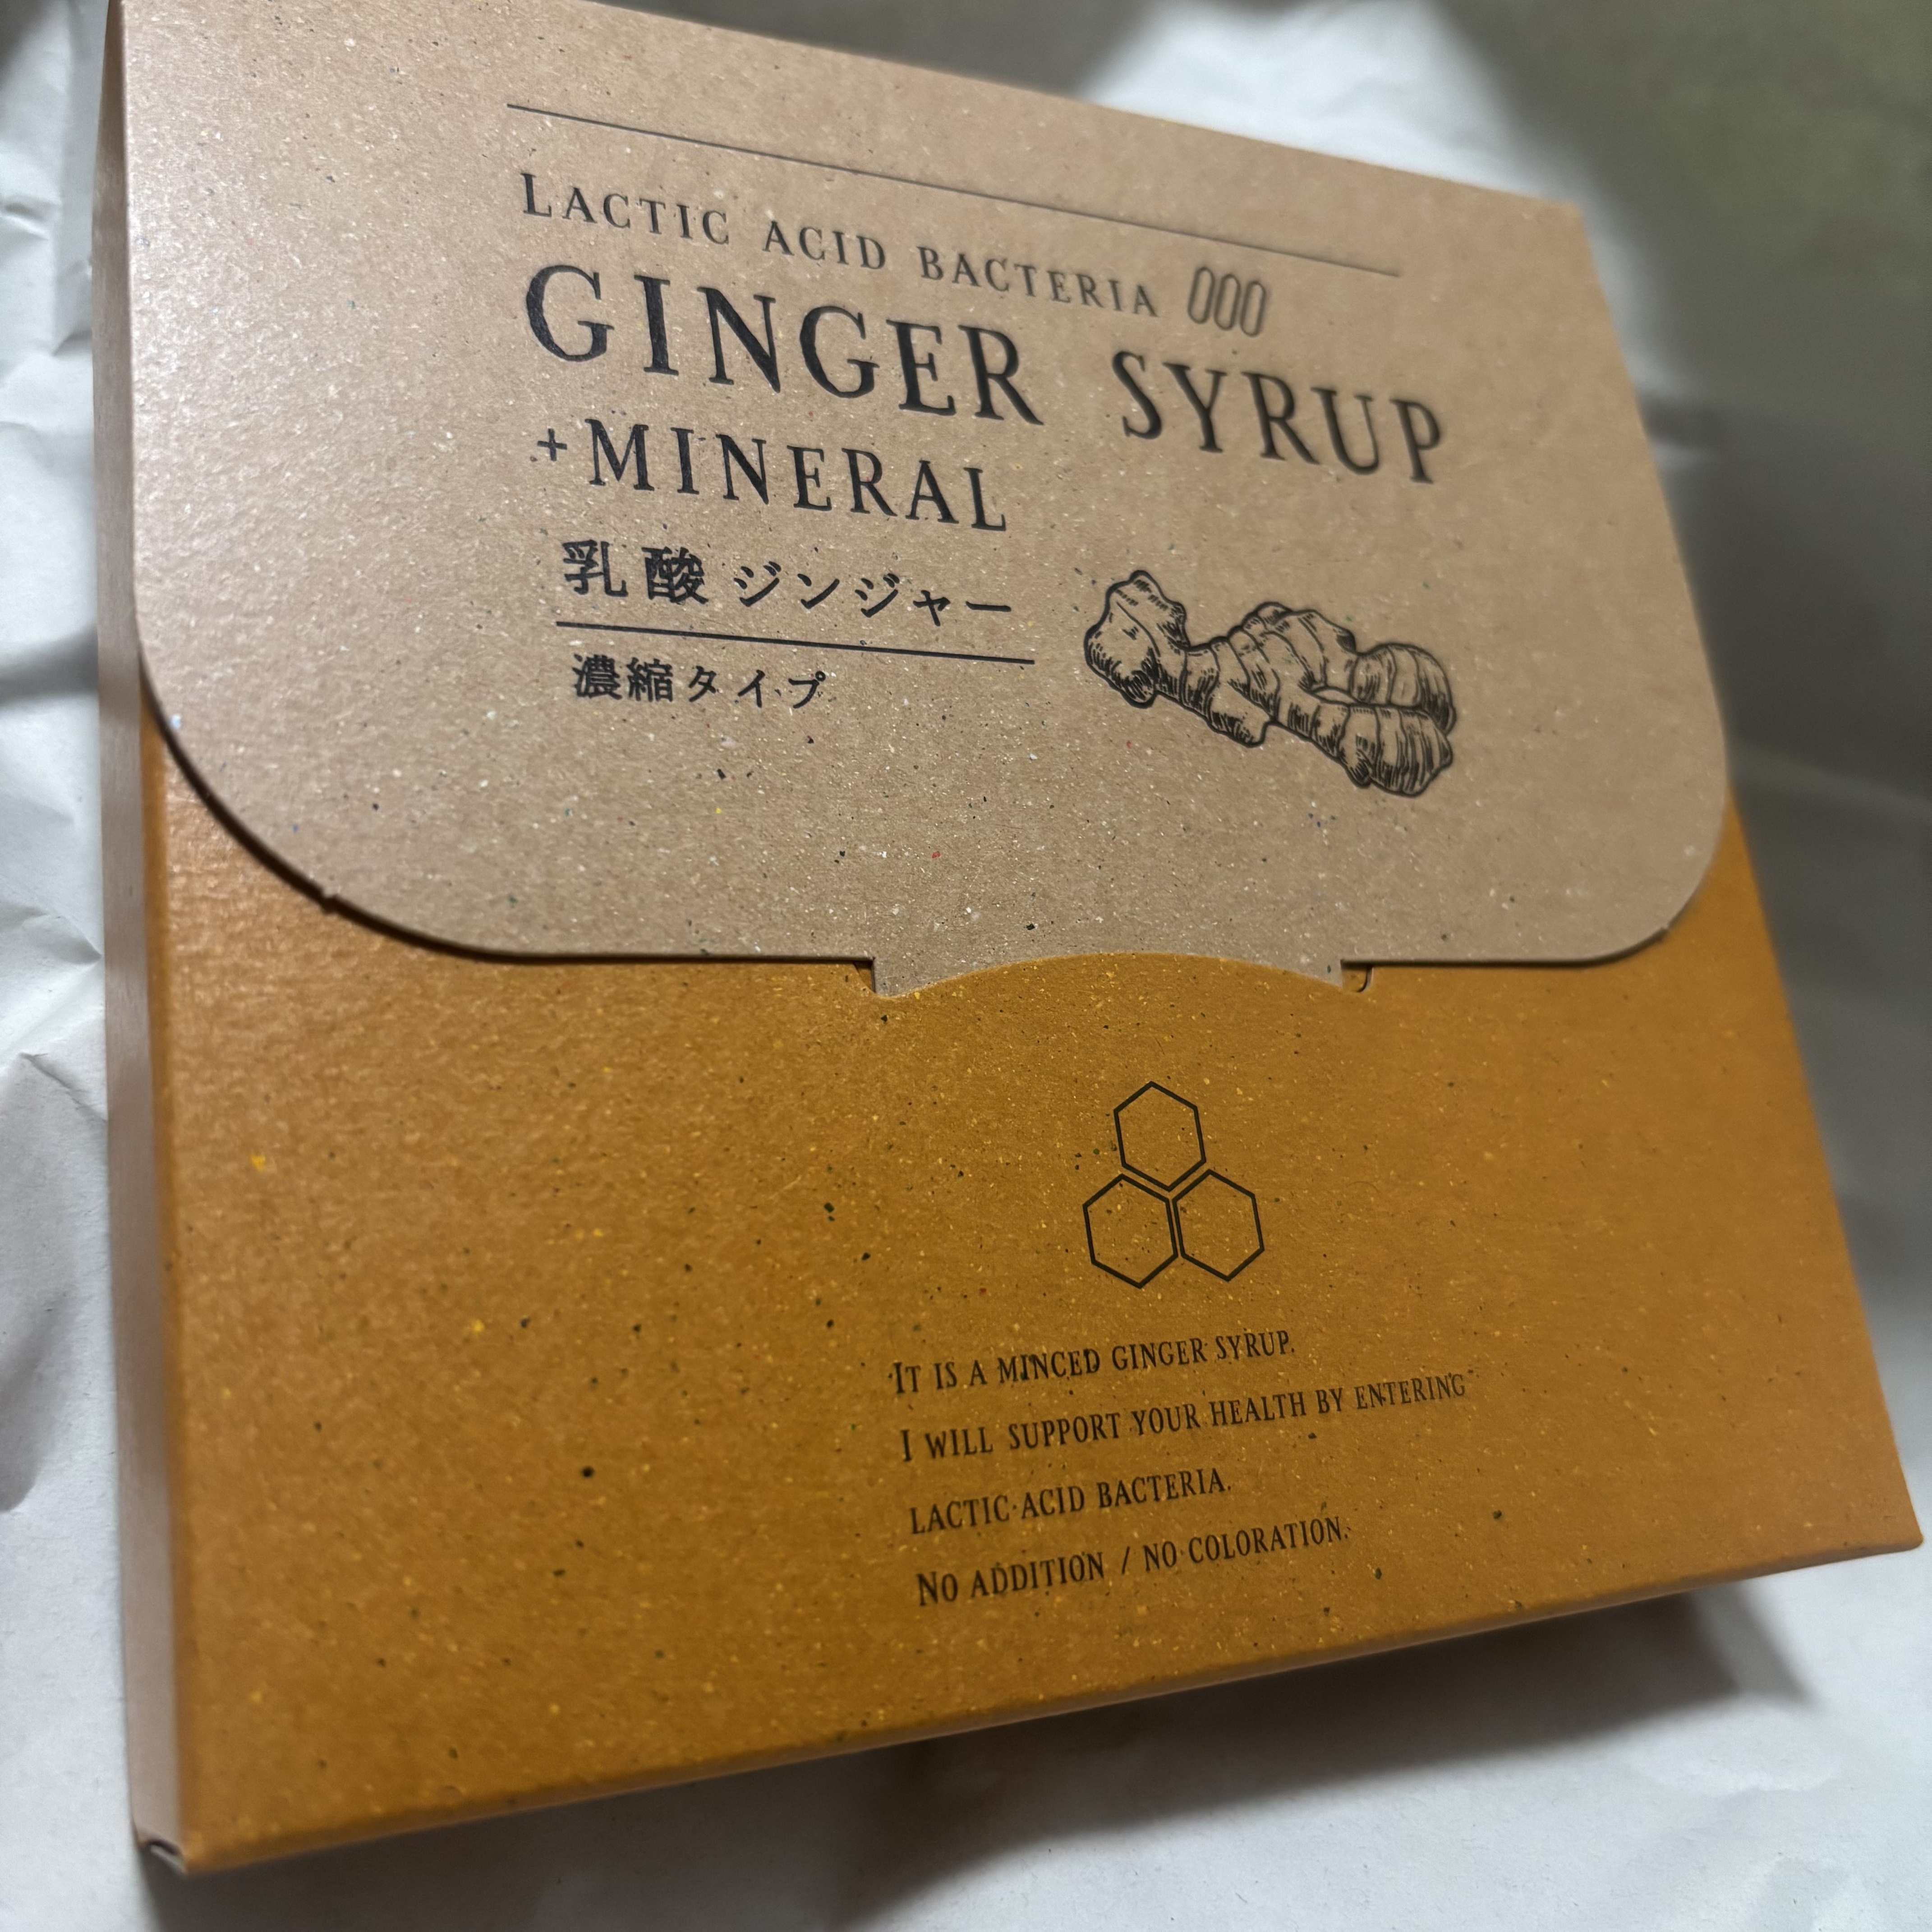 LACTIC ACID BACTERIA
GINGER SYRUP
+MINERAL
乳酸ジンジャー
濃縮タイプ
IT IS A MINCED GINGER SYRUP.
I WILL SUPPORT YOUR HEALTH BY ENTERING
LACTIC ACID BACTERIA.
NO ADDITION / NO COLORATION.